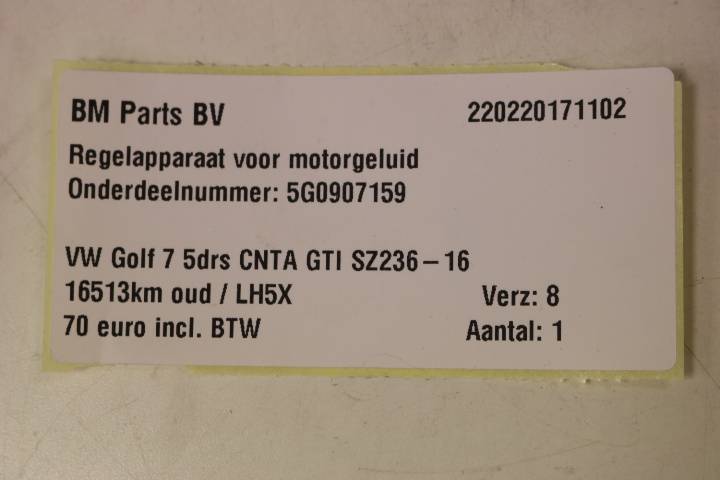 BM Parts BV 220220171102
Regelapparaat voor motorgeluid
Onderdeelnummer: 5G0907159
VW Golf 7 5drs CNTA GTI SZ236-16
16513km oud / LH5X Verz: 8
70 euro incl. BTW Aantal: 1